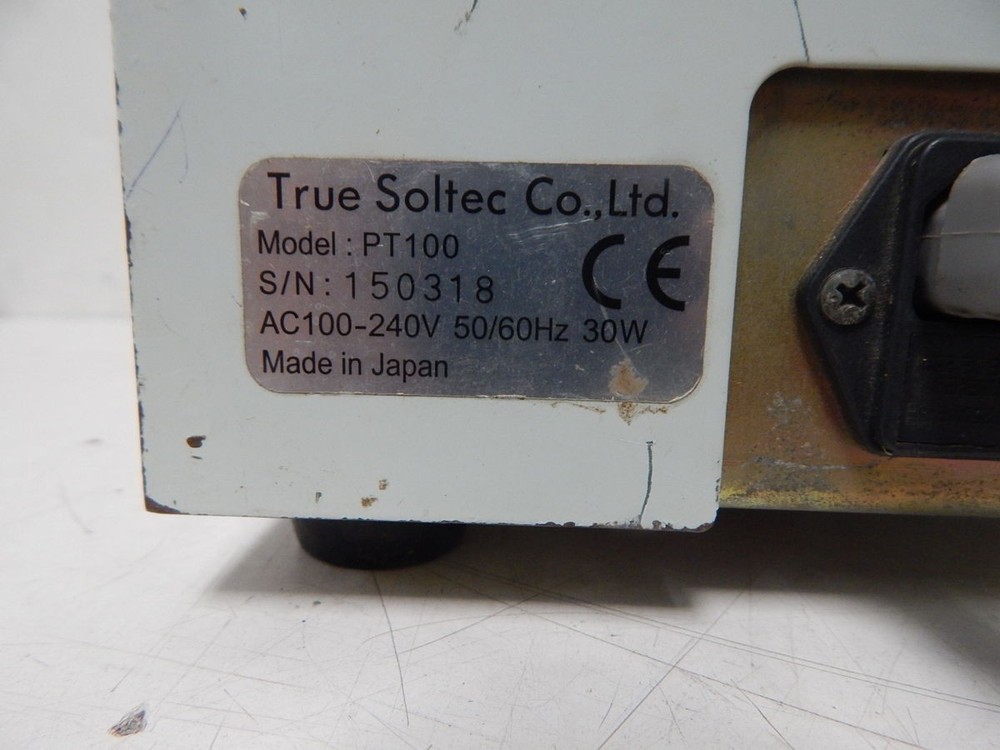 True Soltec Co.,Ltd.
Model : PT100
CE
S/N : 150318
AC100-240V 50/60Hz 30W
Made in Japan